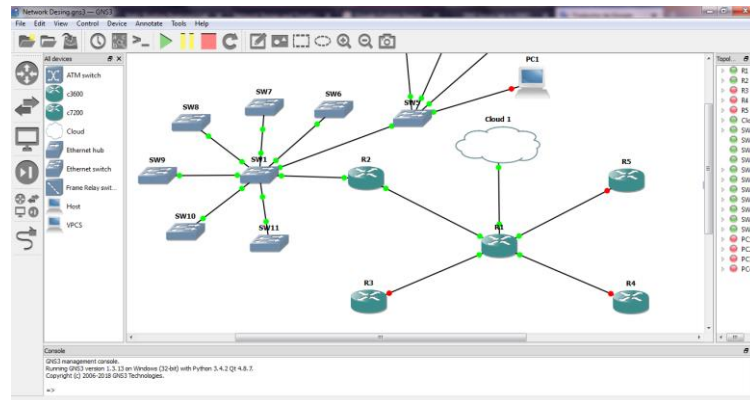 Network Desing.gns3 — GNS3
File Edit View Control Device Annotate Tools Help
All devices
ATM switch
c3600
c7200
Cloud
Ethernet hub
Ethernet switch
Frame Relay swit...
Host
VPCS
PC1
SW5
SW7
SW6
SW8
Cloud 1
SW9
SW1
R2
R5
SW10
SW11
R1
R3
R4
Topol...
R1
R2
R3
R4
R5
Clo
SW
SW
SW
SW
SW
SW
SW
SW
SW
PC
PC
PC
PC
Console
GNS3 management console.
Running GNS3 version 1.3.13 on Windows (32-bit) with Python 3.4.2 Qt 4.8.7.
Copyright (c) 2006-2018 GNS3 Technologies.
=>